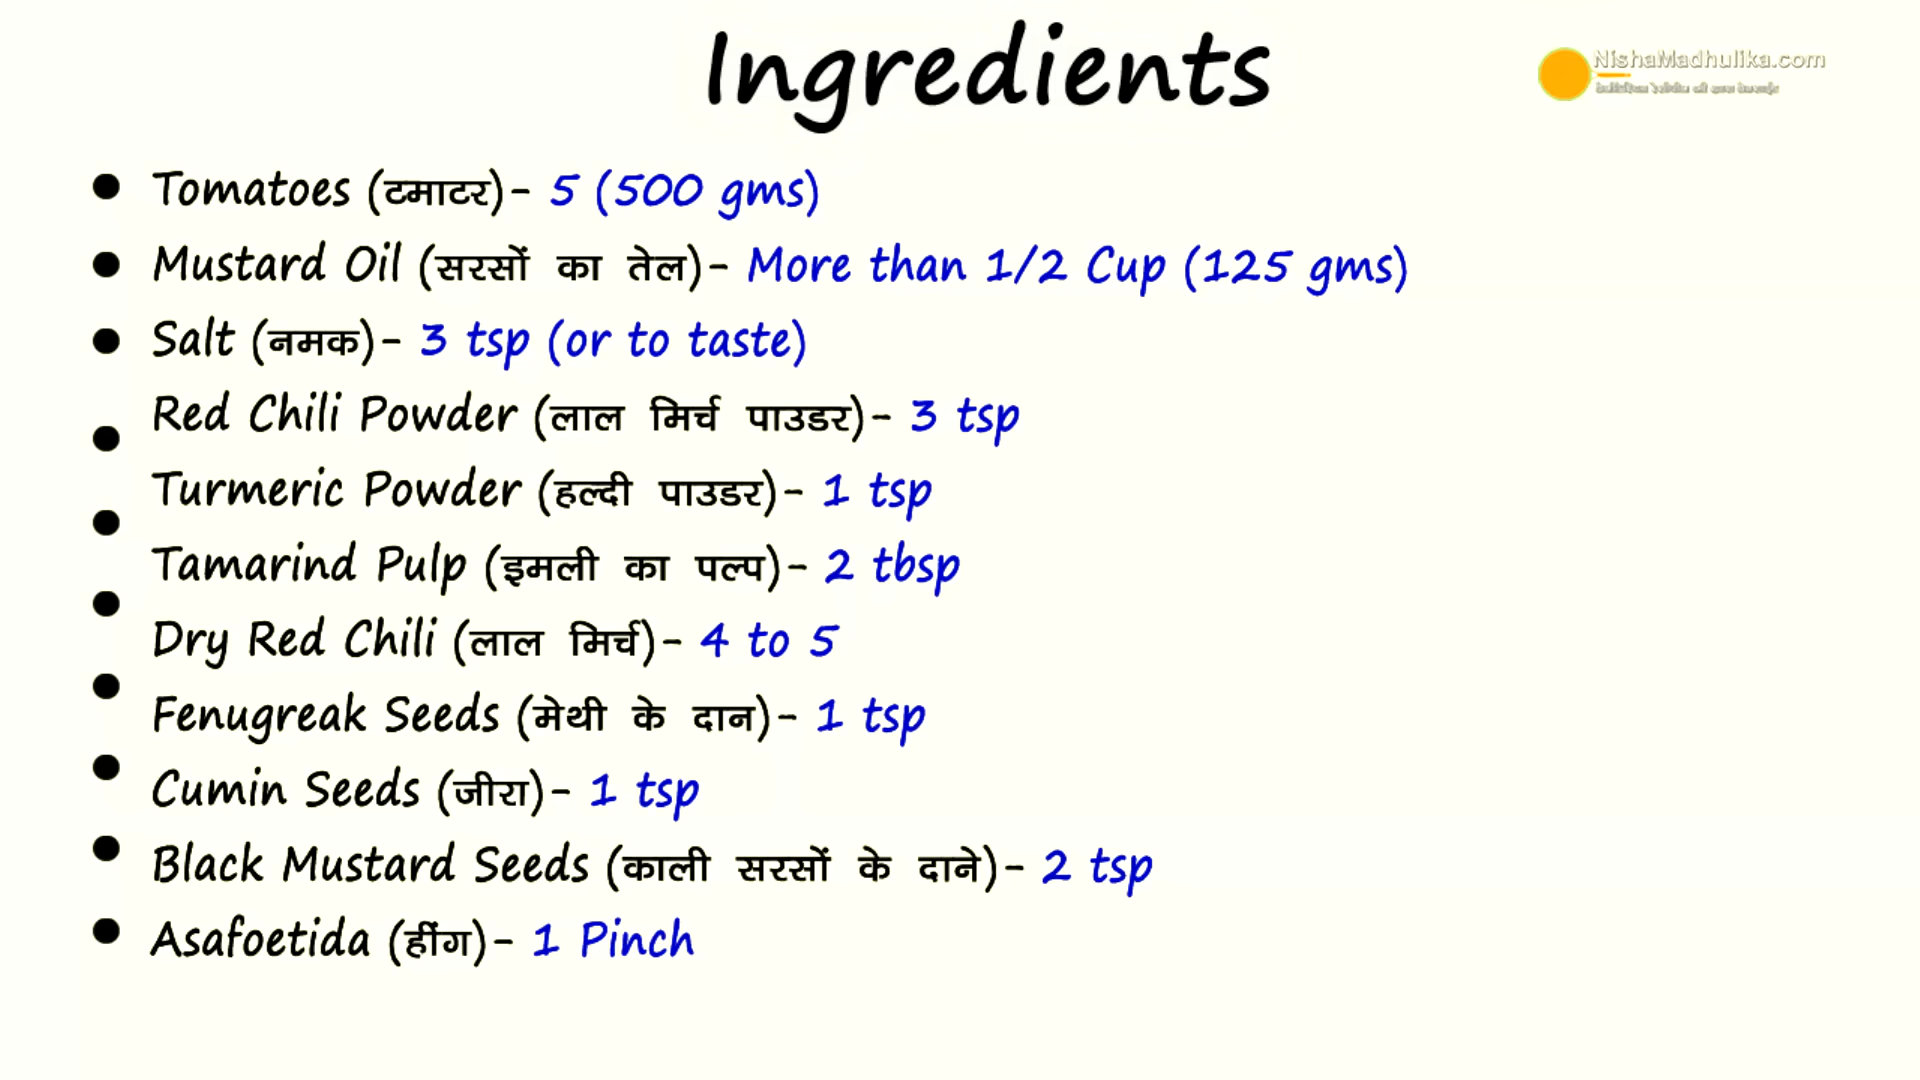 Ingredients
NishaMadhulika.com
Tomatoes (टमाटर)- 5 (500 gms)
Mustard Oil (सरसों का तेल)- More than 1/2 Cup (125 gms)
Salt (नमक)- 3 tsp (or to taste)
Red Chili Powder (लाल मिर्च पाउडर)- 3 tsp
Turmeric Powder (हल्दी पाउडर)- 1 tsp
Tamarind Pulp (इमली का पल्प)- 2 tbsp
Dry Red Chili (लाल मिर्च)- 4 to 5
Fenugreak Seeds (मेथी के दान)- 1 tsp
Cumin Seeds (जीरा)- 1 tsp
Black Mustard Seeds (काली सरसों के दाने)- 2 tsp
Asafoetida (हींग)- 1 Pinch